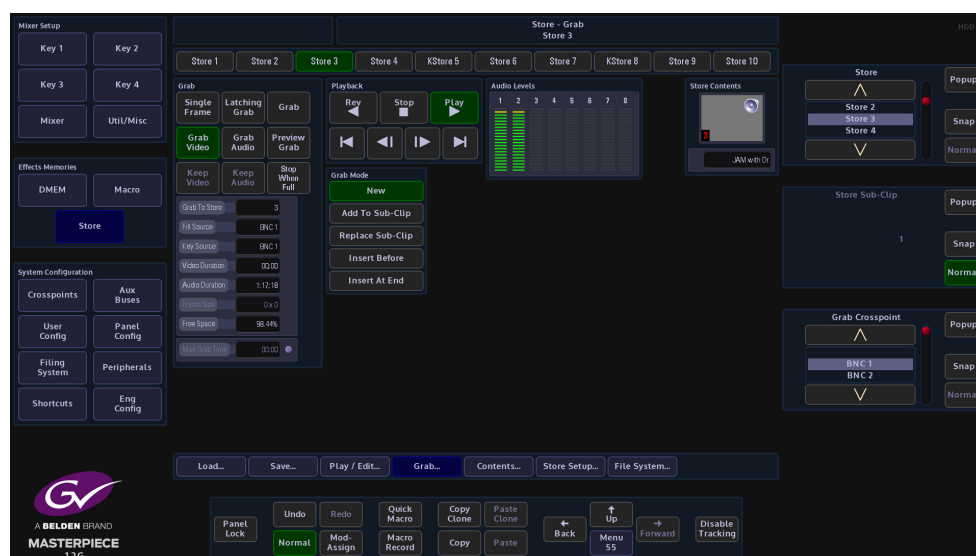 Mixer Setup
Key 1
Key 2
Key 3
Key 4
Mixer
Util/Misc
Effects Memories
DMEM
Macro
Store
System Configuration
Crosspoints
Aux
Buses
User
Config
Panel
Config
Filing
System
Peripherals
Shortcuts
Eng
Config
GV
A BELDEN BRAND
MASTERPIECE
12G
Store - Grab
Store 3
Store 1
Store 2
Store 3
Store 4
KStore 5
Store 6
Store 7
KStore 8
Store 9
Store 10
Grab
Single
Frame
Latching
Grab
Grab
Grab
Video
Grab
Audio
Preview
Grab
Keep
Video
Keep
Audio
Stop
When
Full
Grab To Store 3
Fill Source BNC 1
Key Source BNC 1
Video Duration 00:00
Audio Duration 1:17:18
Frame Size 0 x 0
Free Space 98.44%
Max Grab Time 00:00
Playback
Rev
Stop
Play
Grab Mode
New
Add To Sub-Clip
Replace Sub-Clip
Insert Before
Insert At End
Audio Levels
1 2 3 4 5 6 7 8
Store Contents
3
JAM with Dr
HDD
Store
Store 2
Store 3
Store 4
Popup
Snap
Norma
Store Sub-Clip
1
Popup
Snap
Norma
Grab Crosspoint
BNC 1
BNC 2
Popup
Snap
Norma
Load...
Save...
Play / Edit...
Grab...
Contents...
Store Setup...
File System...
Panel
Lock
Undo
Redo
Normal
Mod-
Assign
Quick
Macro
Macro
Record
Copy
Clone
Paste
Clone
Copy
Paste
Back
Up
Menu
55
Forward
Disable
Tracking